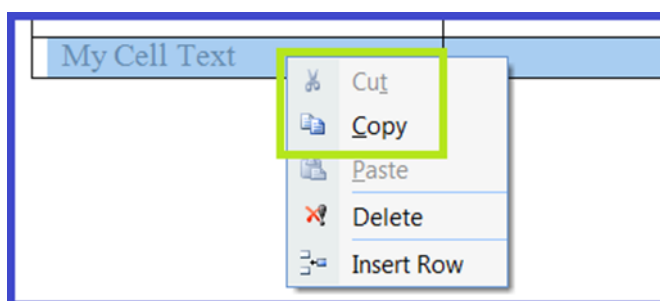 My Cell Text
Cut
Copy
Paste
Delete
Insert Row